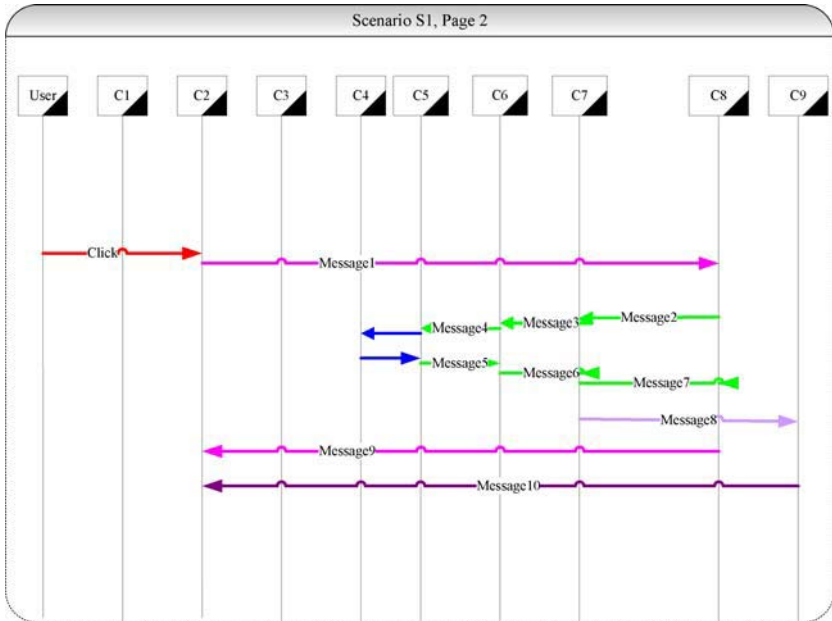 Scenario S1, Page 2
User C1 C2 C3 C4 C5 C6 C7 C8 C9
Click
Message1
Message2
Message3
Message4
Message5
Message6
Message7
Message8
Message9
Message10